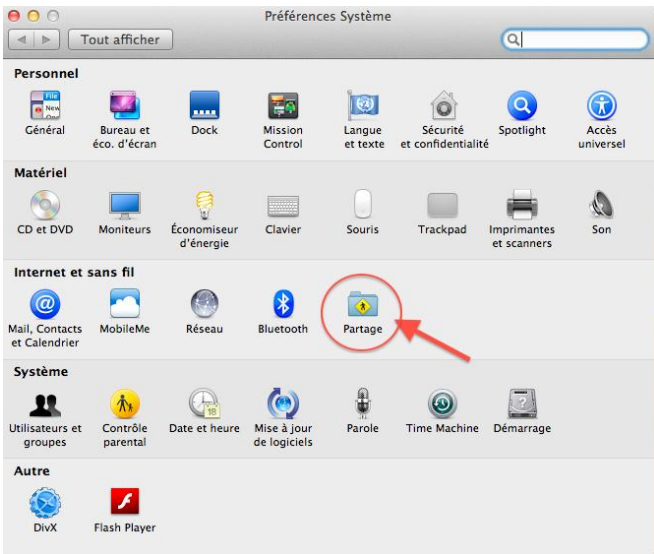 Préférences Système
Tout afficher
Personnel
File
New
Général
Bureau et
éco. d'écran
Dock
Mission
Control
Langue
et texte
Sécurité
et confidentialité
Spotlight
Accès
universel
Matériel
CD et DVD
Moniteurs
Économiseur
d'énergie
Clavier
Souris
Trackpad
Imprimantes
et scanners
Son
Internet et sans fil
@
Mail, Contacts
et Calendrier
MobileMe
Réseau
Bluetooth
Partage
Système
Utilisateurs et
groupes
Contrôle
parental
18
Date et heure
Mise à jour
de logiciels
Parole
Time Machine
?
Démarrage
Autre
DivX
Flash Player